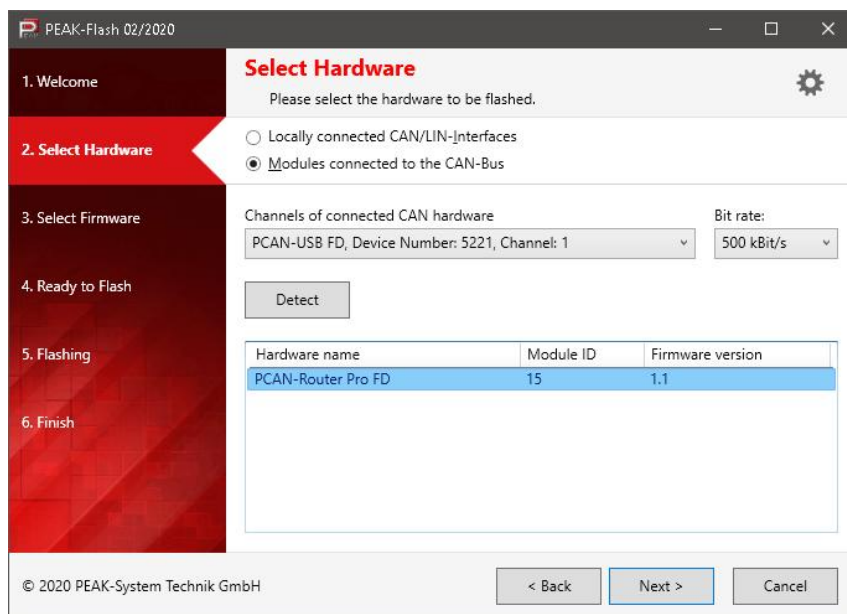 PEAK-Flash 02/2020
1. Welcome
2. Select Hardware
3. Select Firmware
4. Ready to Flash
5. Flashing
6. Finish
Select Hardware
Please select the hardware to be flashed.
Locally connected CAN/LIN-Interfaces
Modules connected to the CAN-Bus
Channels of connected CAN hardware
Bit rate:
PCAN-USB FD, Device Number: 5221, Channel: 1
500 kBit/s
Detect
Hardware name Module ID Firmware version
PCAN-Router Pro FD 15 1.1
© 2020 PEAK-System Technik GmbH
< Back
Next >
Cancel